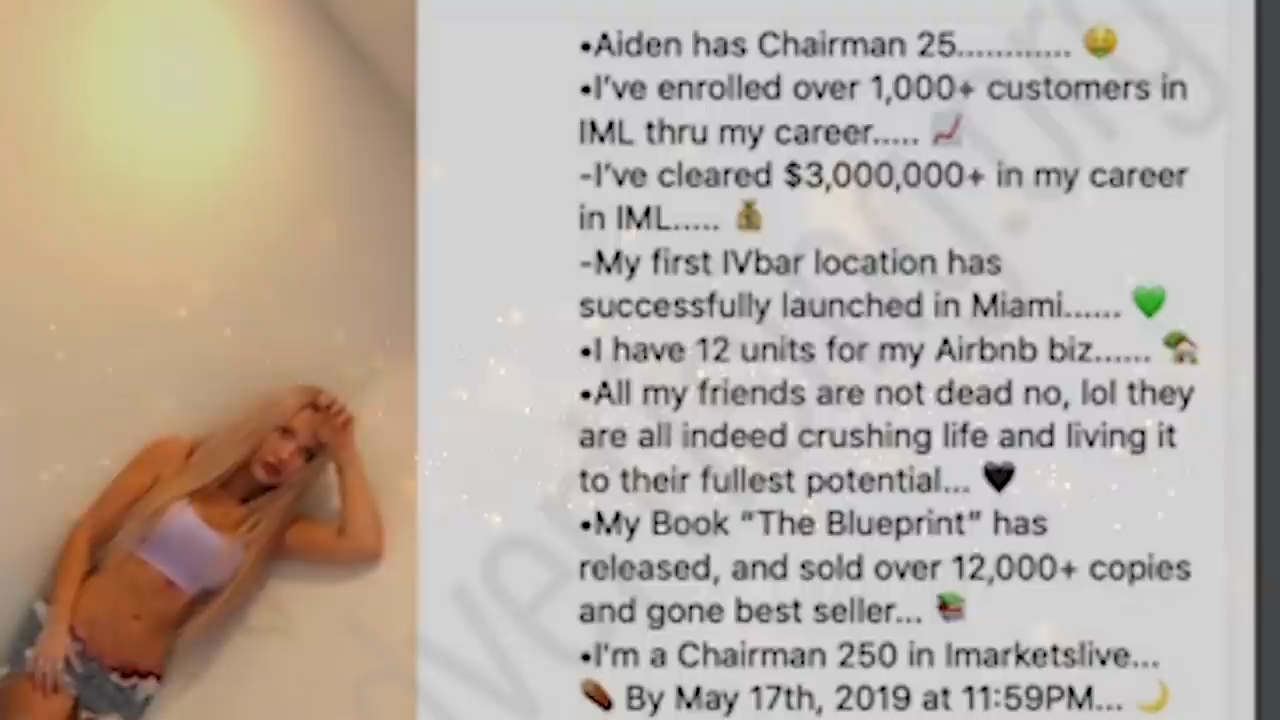 •Aiden has Chairman 25............ 🤑
•I've enrolled over 1,000+ customers in
IML thru my career..... 📈
-I've cleared $3,000,000+ in my career
in IML..... 💰
-My first IVbar location has
successfully launched in Miami...... 💚
•I have 12 units for my Airbnb biz...... 🏡
•All my friends are not dead no, lol they
are all indeed crushing life and living it
to their fullest potential... 🖤
•My Book “The Blueprint” has
released, and sold over 12,000+ copies
and gone best seller... 📚
•I'm a Chairman 250 in Imarketslive...
⚰️ By May 17th, 2019 at 11:59PM... 🌙